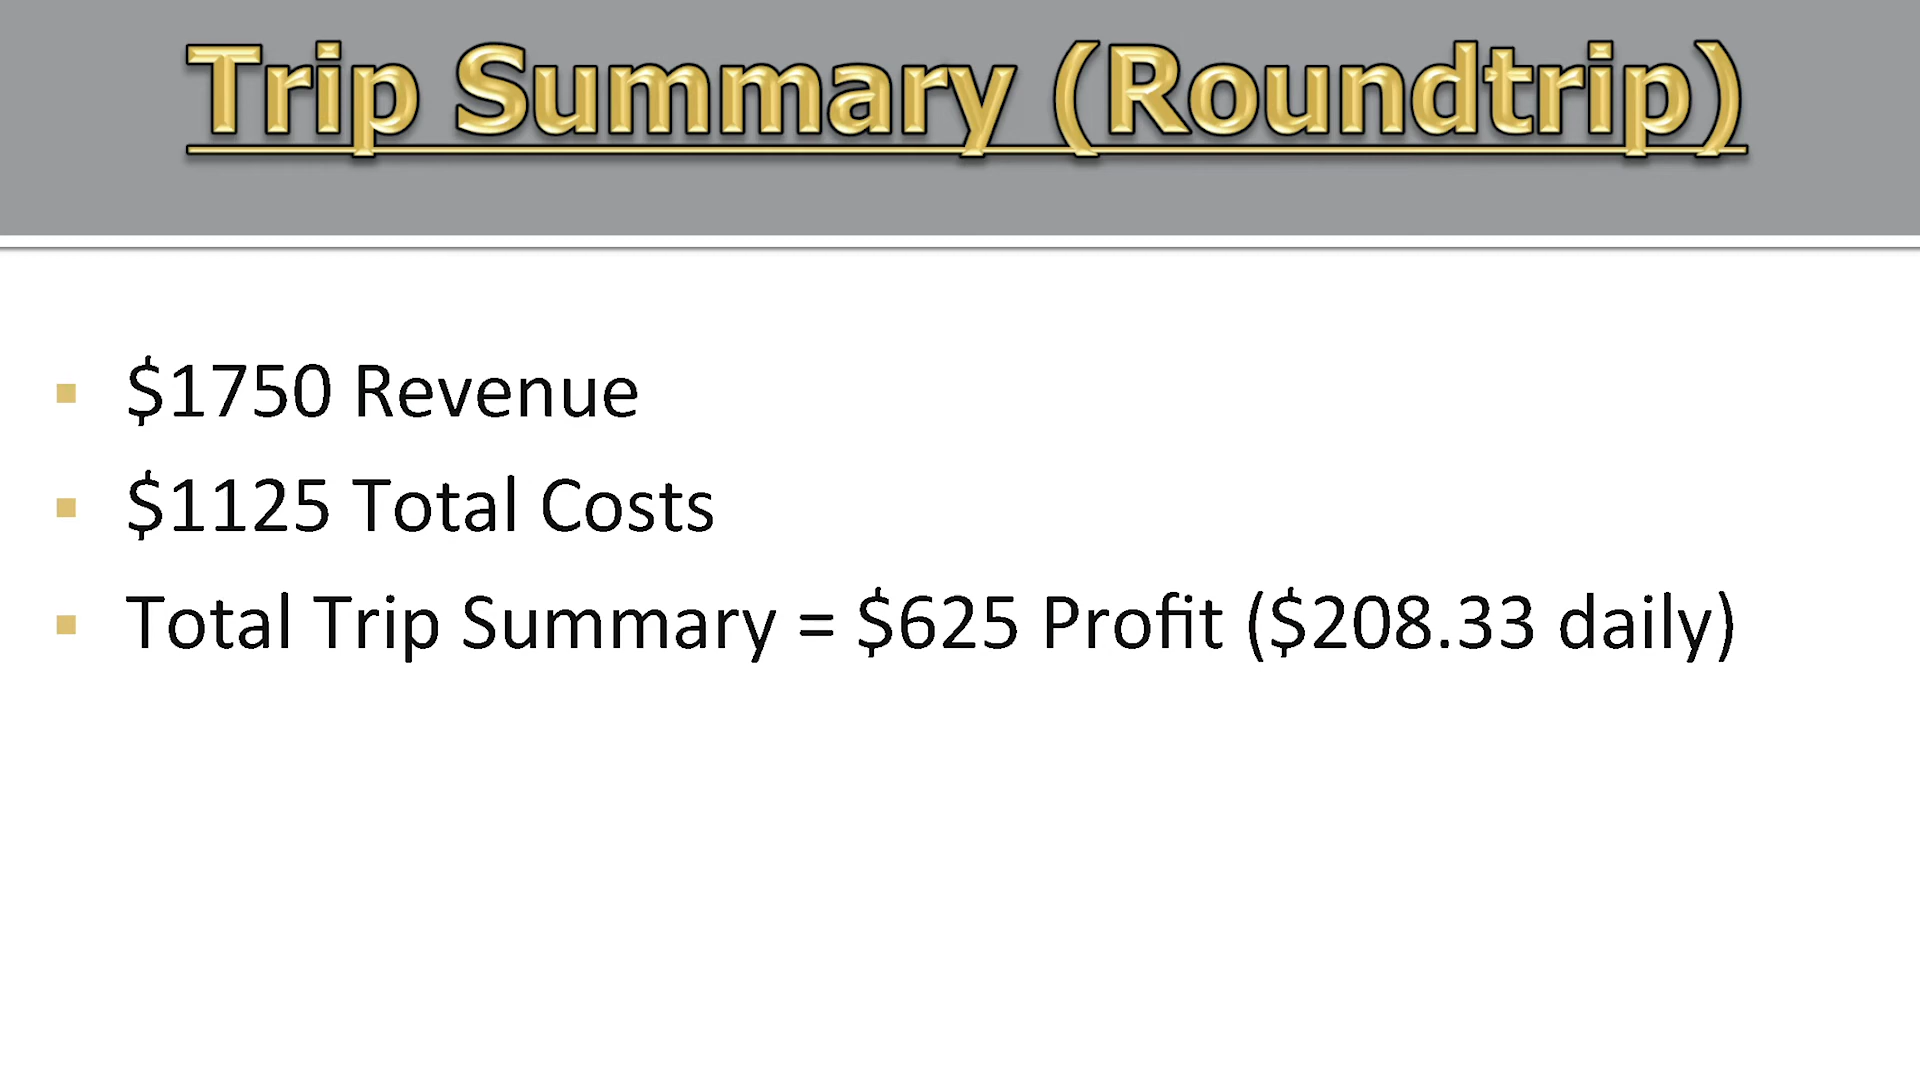 Trip Summary (Roundtrip)
$1750 Revenue
$1125 Total Costs
Total Trip Summary = $625 Profit ($208.33 daily)